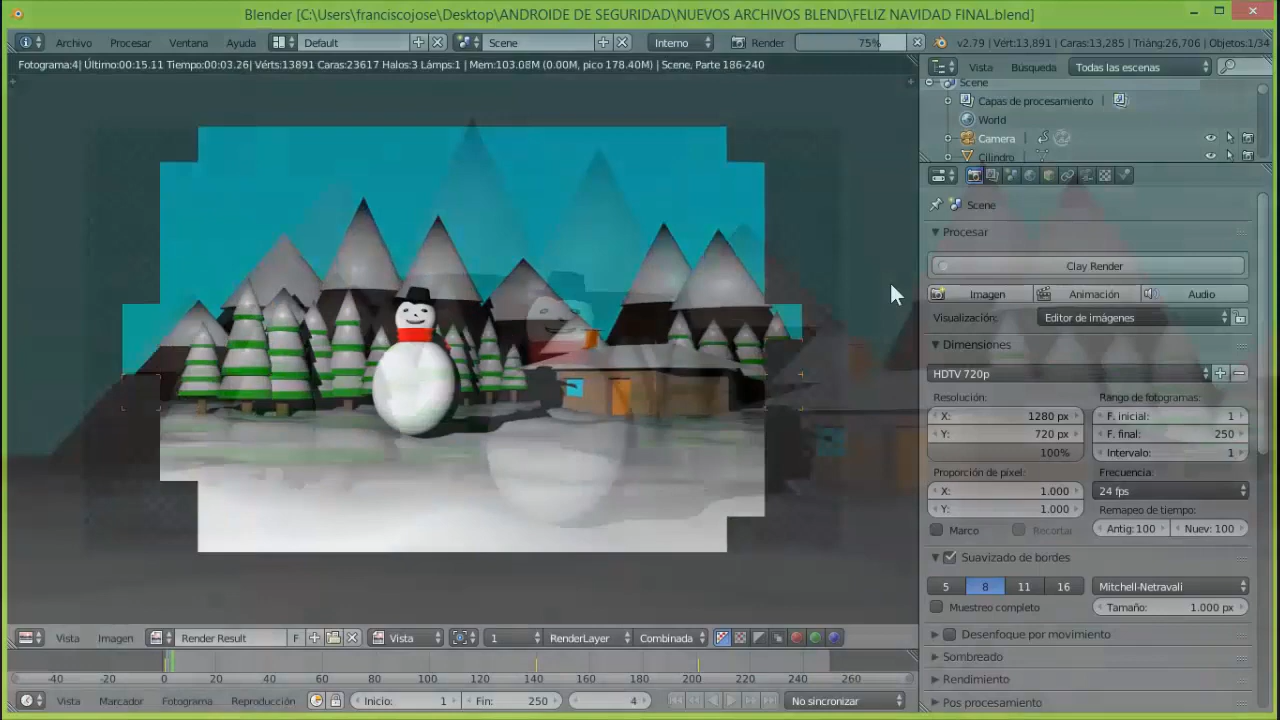 Blender [C:\Users\franciscojose\Desktop\ANDROIDE DE SEGURIDAD\NUEVOS ARCHIVOS BLEND\FELIZ NAVIDAD FINAL.blend]
Archivo Procesar Ventana Ayuda Default Scene Interno Render 75% v2.79 | Vért:13,891 | Caras:13,285 | Triáng:26,706 | Objetos:1/34
Fotograma:4| Último:00:15.11 Tiempo:00:03.26| Vérts:13891 Caras:23617 Halos:3 Lámps:1 | Mem:103.08M (0.00M, pico 178.40M) | Scene, Parte 186-240
Vista Búsqueda Todas las escenas
Scene
Capas de procesamiento
World
Camera
Cilindro
Scene
Procesar
Clay Render
Imagen Animación Audio
Visualización: Editor de imágenes
Dimensiones
HDTV 720p
Resolución: Rango de fotogramas:
X: 1280 px F. inicial: 1
Y: 720 px F. final: 250
100% Intervalo: 1
Proporción de píxel: Frecuencia:
X: 1.000 24 fps
Y: 1.000 Remapeo de tiempo:
Marco Recortar Antig: 100 Nuev: 100
Suavizado de bordes
5 8 11 16 Mitchell-Netravali
Muestreo completo Tamaño: 1.000 px
Desenfoque por movimiento
Sombreado
Rendimiento
Pos procesamiento
Vista Imagen Render Result F Vista 1 RenderLayer Combinada
-40 -20 0 20 40 60 80 100 120 140 160 180 200 220 240 260
Vista Marcador Fotograma Reproducción Inicio: 1 Fin: 250 4 No sincronizar